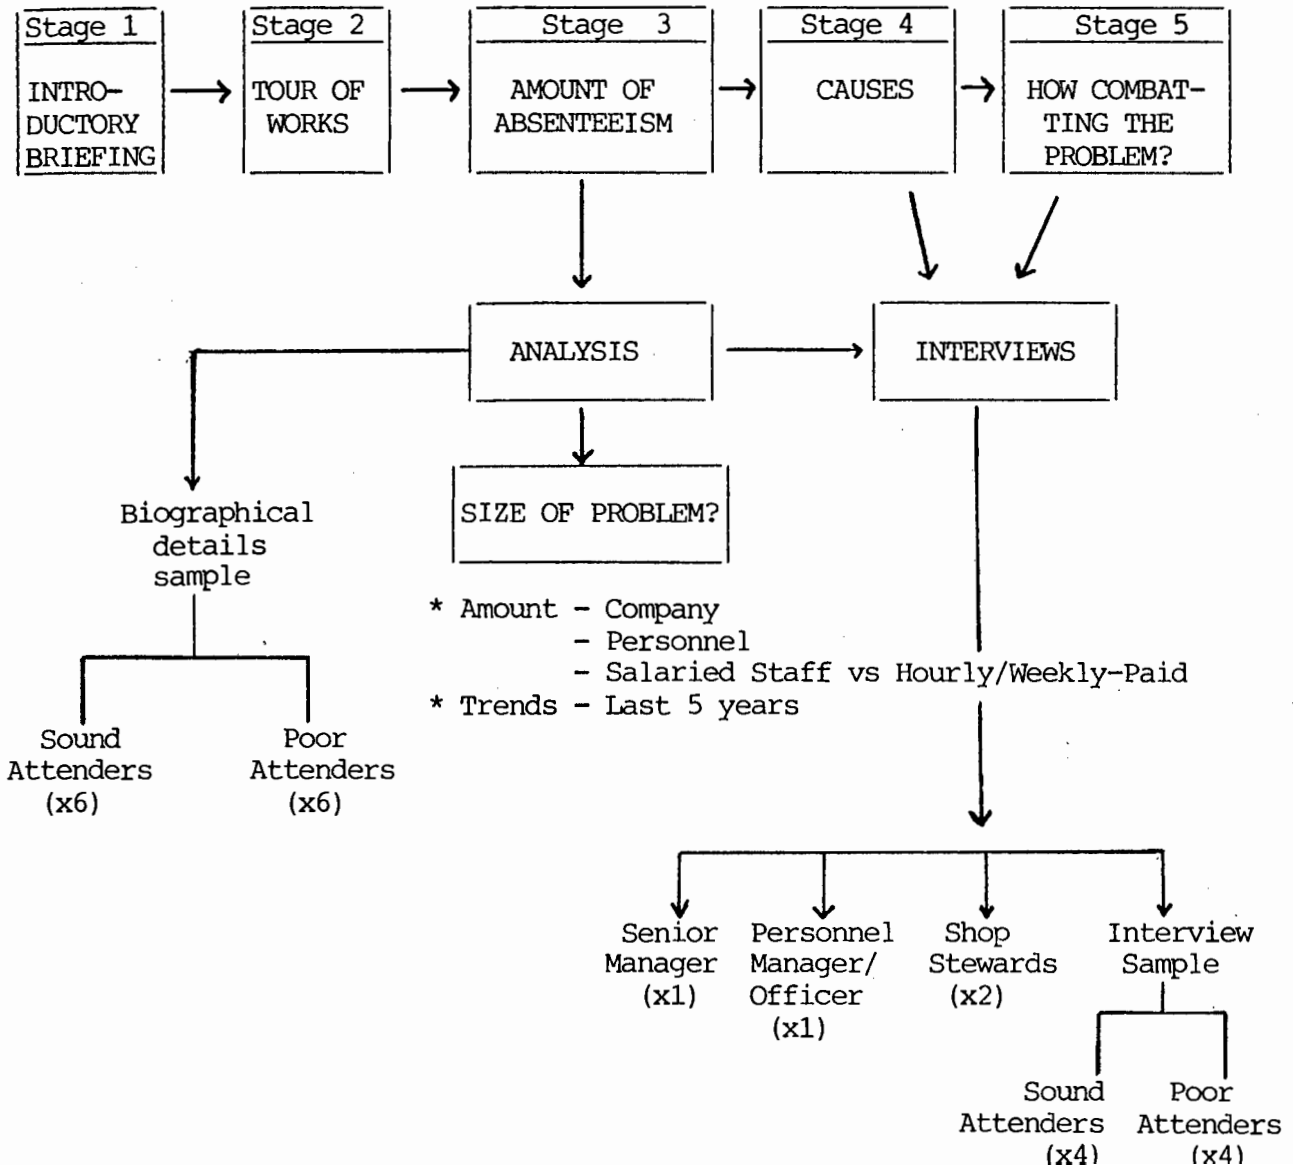 Stage 1
INTRO-
DUCTORY
BRIEFING
Stage 2
TOUR OF
WORKS
Stage 3
AMOUNT OF
ABSENTEEISM
Stage 4
CAUSES
Stage 5
HOW COMBAT-
TING THE
PROBLEM?
ANALYSIS
INTERVIEWS
Biographical
details
sample
Sound
Attenders
(x6)
Poor
Attenders
(x6)
SIZE OF PROBLEM?
* Amount - Company
- Personnel
- Salaried Staff vs Hourly/Weekly-Paid
* Trends - Last 5 years
Senior
Manager
(x1)
Personnel
Manager/
Officer
(x1)
Shop
Stewards
(x2)
Interview
Sample
Sound
Attenders
(x4)
Poor
Attenders
(x4)